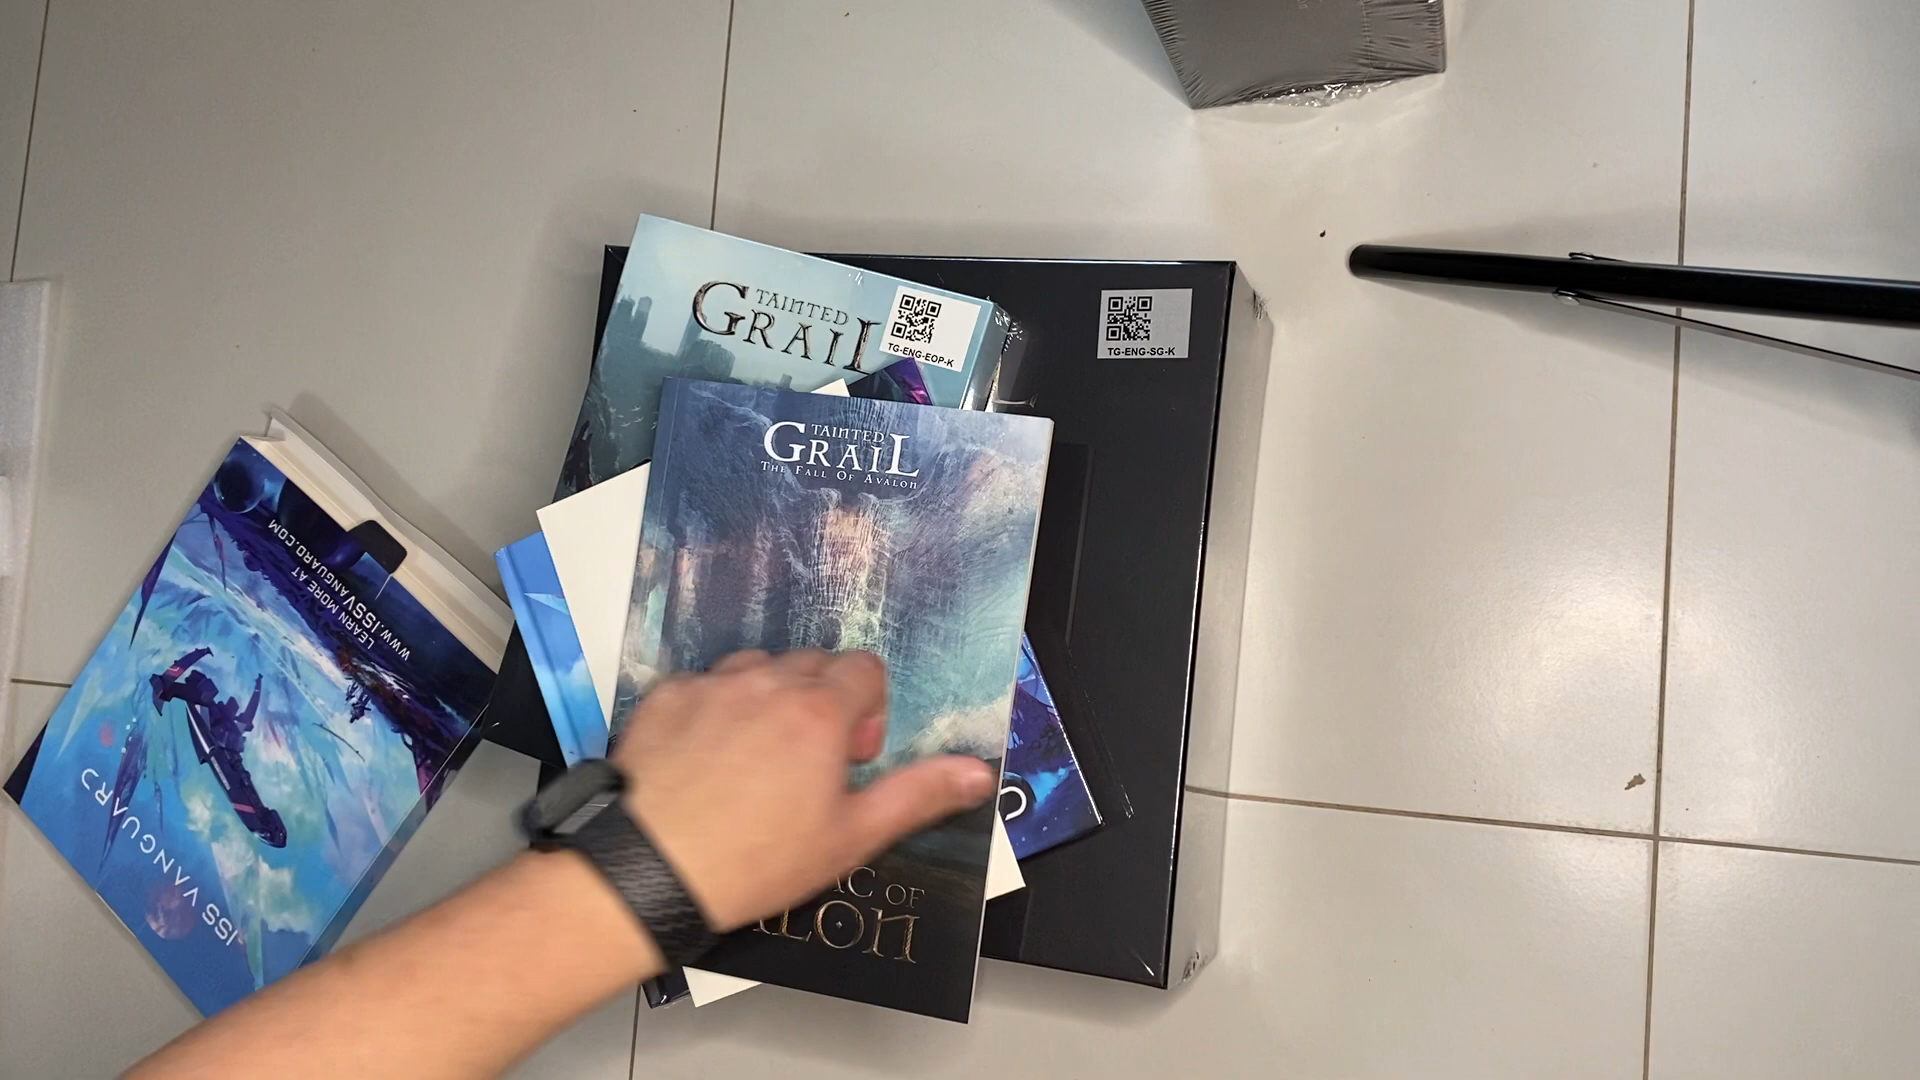 TAINTED
GRAIL
TG-ENG-EOP-K
TG-ENG-SG-K
TAINTED
GRAIL
THE FALL OF AVALON
OF
LEARN MORE AT
WWW.ISSVANGUARD.COM
ISS VANGUARD